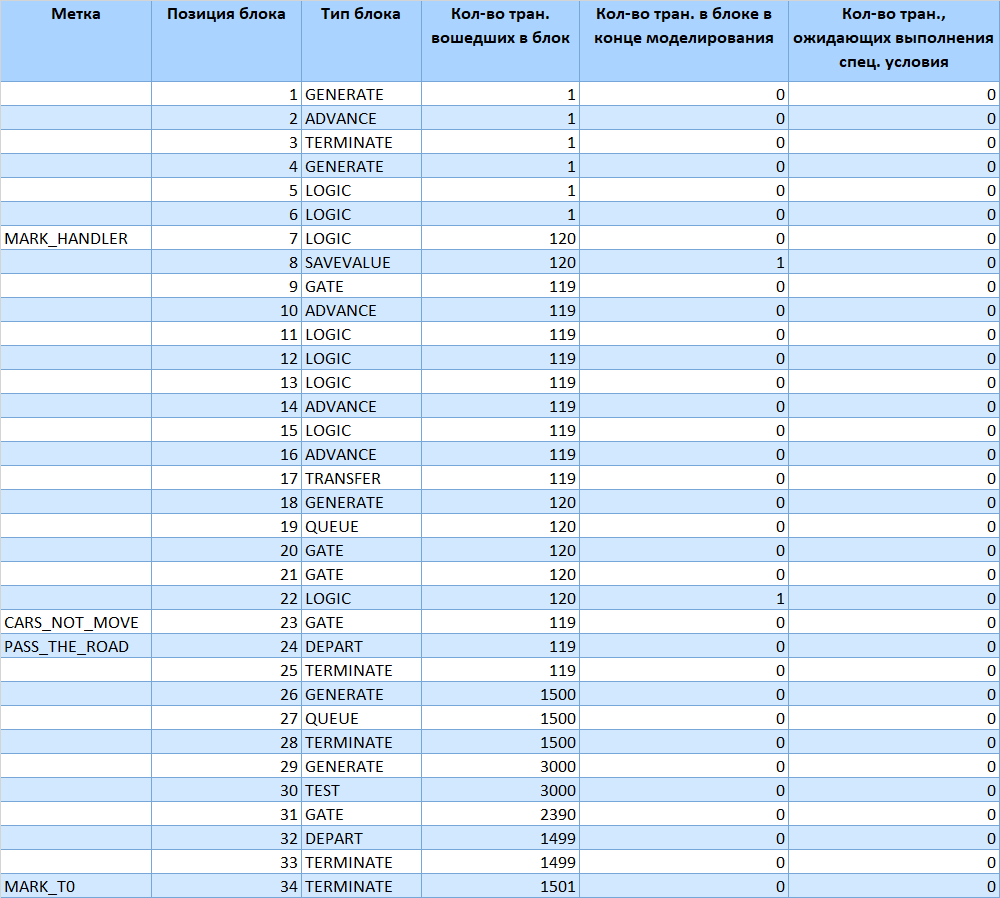 Метка Позиция блока Тип блока Кол-во тран. вошедших в блок Кол-во тран. в блоке в конце моделирования Кол-во тран., ожидающих выполнения спец. условия
1 GENERATE 1 0 0
2 ADVANCE 1 0 0
3 TERMINATE 1 0 0
4 GENERATE 1 0 0
5 LOGIC 1 0 0
6 LOGIC 1 0 0
MARK_HANDLER 7 LOGIC 120 0 0
8 SAVEVALUE 120 1 0
9 GATE 119 0 0
10 ADVANCE 119 0 0
11 LOGIC 119 0 0
12 LOGIC 119 0 0
13 LOGIC 119 0 0
14 ADVANCE 119 0 0
15 LOGIC 119 0 0
16 ADVANCE 119 0 0
17 TRANSFER 119 0 0
18 GENERATE 120 0 0
19 QUEUE 120 0 0
20 GATE 120 0 0
21 GATE 120 0 0
22 LOGIC 120 1 0
CARS_NOT_MOVE 23 GATE 119 0 0
PASS_THE_ROAD 24 DEPART 119 0 0
25 TERMINATE 119 0 0
26 GENERATE 1500 0 0
27 QUEUE 1500 0 0
28 TERMINATE 1500 0 0
29 GENERATE 3000 0 0
30 TEST 3000 0 0
31 GATE 2390 0 0
32 DEPART 1499 0 0
33 TERMINATE 1499 0 0
MARK_T0 34 TERMINATE 1501 0 0